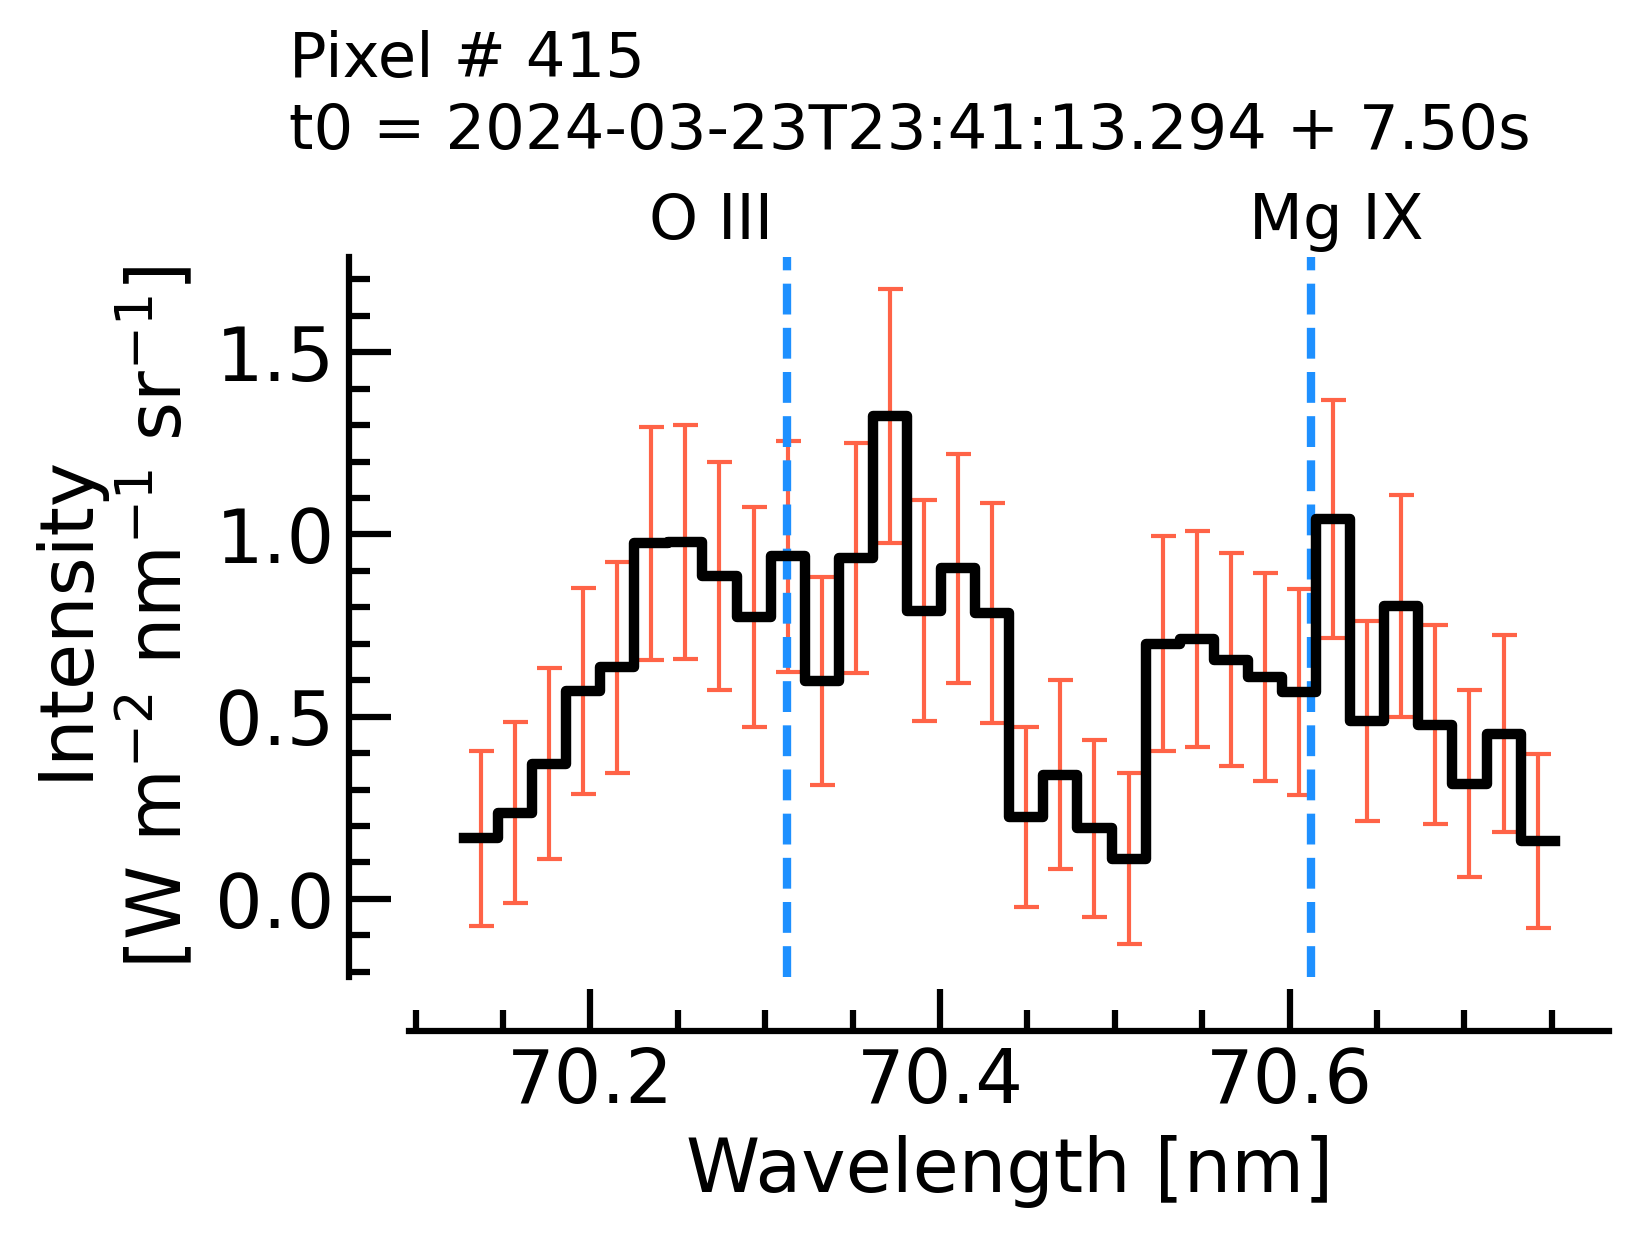 Pixel # 415
t0 = 2024-03-23T23:41:13.294 + 7.50s
O III
Mg IX
Intensity
[W m⁻² nm⁻¹ sr⁻¹]
1.5
1.0
0.5
0.0
70.2
70.4
70.6
Wavelength [nm]